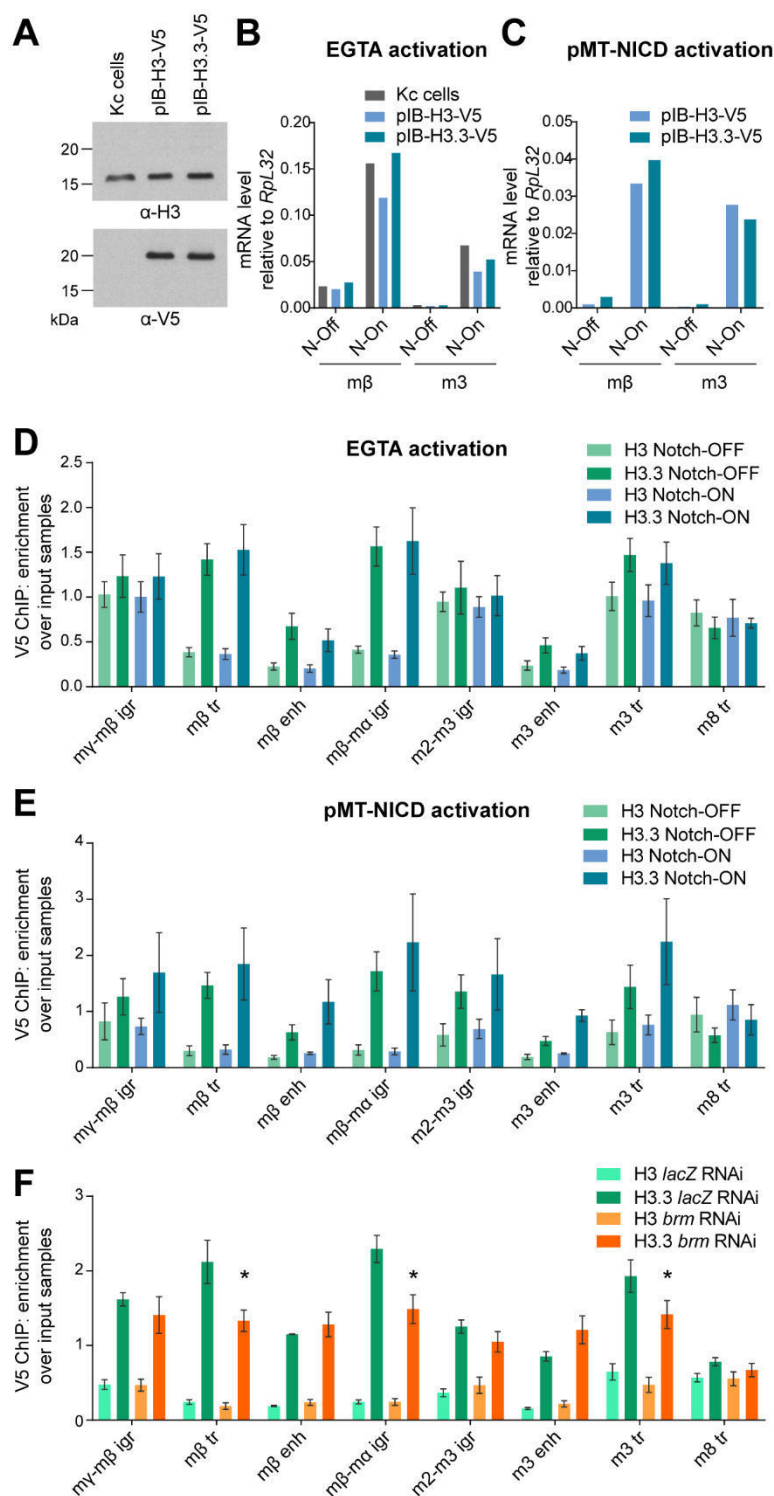 A
Kc cells
pIB-H3-V5
pIB-H3.3-V5
20
15
α-H3
20
15
kDa
α-V5
B
EGTA activation
Kc cells
pIB-H3-V5
pIB-H3.3-V5
mRNA level
relative to RpL32
0.20
0.15
0.10
0.05
0.00
N-Off
N-On
N-Off
N-On
mβ
m3
C
pMT-NICD activation
pIB-H3-V5
pIB-H3.3-V5
mRNA level
relative to RpL32
0.05
0.04
0.03
0.02
0.01
0.00
N-Off
N-On
N-Off
N-On
mβ
m3
D
EGTA activation
H3 Notch-OFF
H3.3 Notch-OFF
H3 Notch-ON
H3.3 Notch-ON
V5 ChIP: enrichment
over input samples
2.5
2.0
1.5
1.0
0.5
0.0
mγ-mβ igr
mβ tr
mβ enh
mβ-mα igr
m2-m3 igr
m3 enh
m3 tr
m8 tr
E
pMT-NICD activation
H3 Notch-OFF
H3.3 Notch-OFF
H3 Notch-ON
H3.3 Notch-ON
V5 ChIP: enrichment
over input samples
4
3
2
1
0
mγ-mβ igr
mβ tr
mβ enh
mβ-mα igr
m2-m3 igr
m3 enh
m3 tr
m8 tr
F
H3 lacZ RNAi
H3.3 lacZ RNAi
H3 brm RNAi
H3.3 brm RNAi
V5 ChIP: enrichment
over input samples
3
2
1
0
*
*
*
mγ-mβ igr
mβ tr
mβ enh
mβ-mα igr
m2-m3 igr
m3 enh
m3 tr
m8 tr